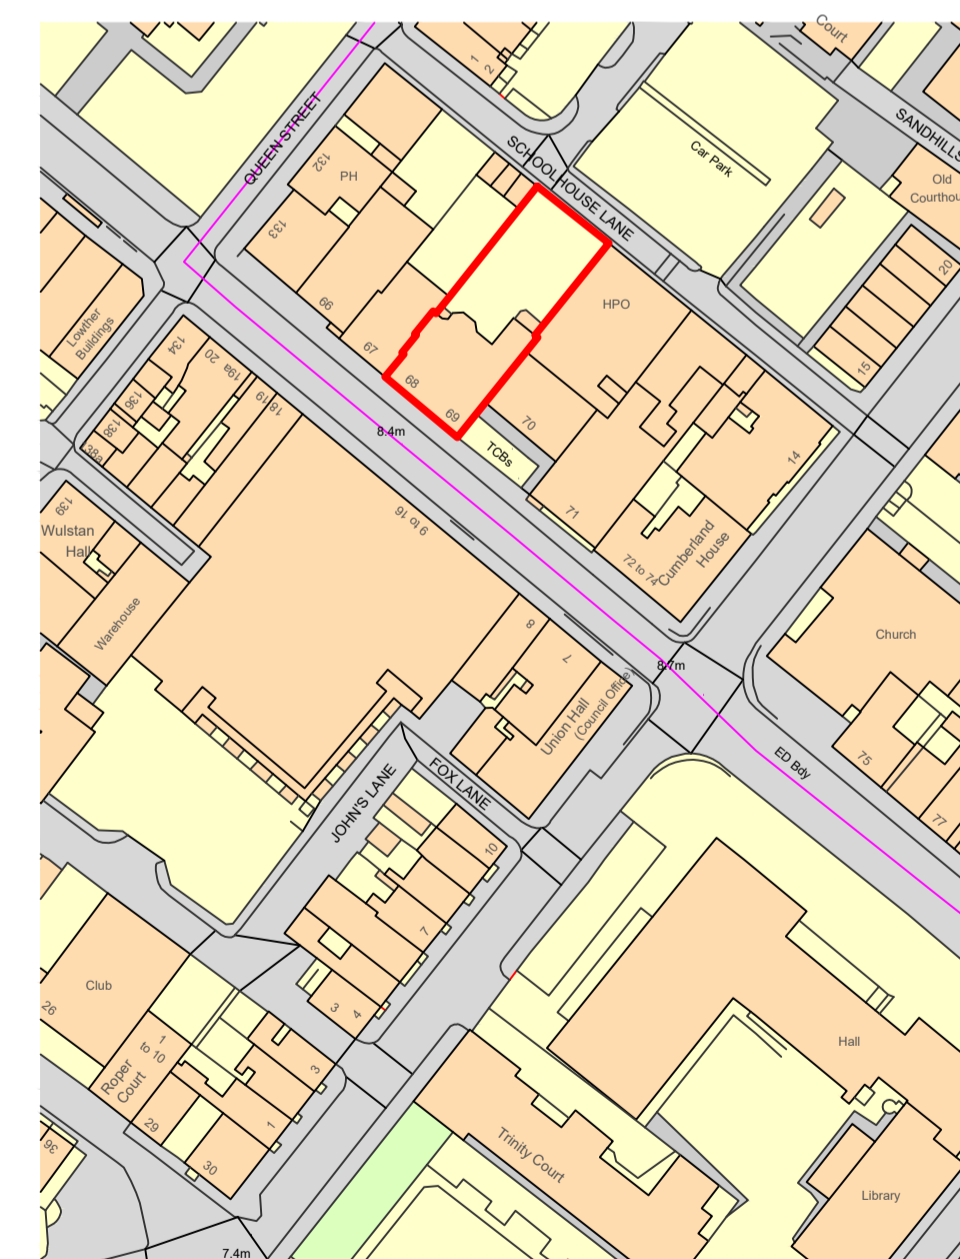 Court
1
2
SANDHILLS
QUEEN STREET
SCHOOLHOUSE LANE
Car Park
132
PH
Old
Courthou
133
20
HPO
66
Lowther
Buildings
134
20
19a
18/19
67
68
69
15
136
138
138a
8.4m
70
TCBs
14
139
9 to 16
71
Wulstan
Hall
72 to 74
Cumberland
House
Warehouse
8
7
Church
8.7m
Union Hall
(Council Office)
75
ED Bdy
FOX LANE
JOHN'S LANE
77
10
7
Club
26
3
4
1
to 10
Roper
Court
Hall
3
29
1
30
Trinity Court
36
Library
7.4m